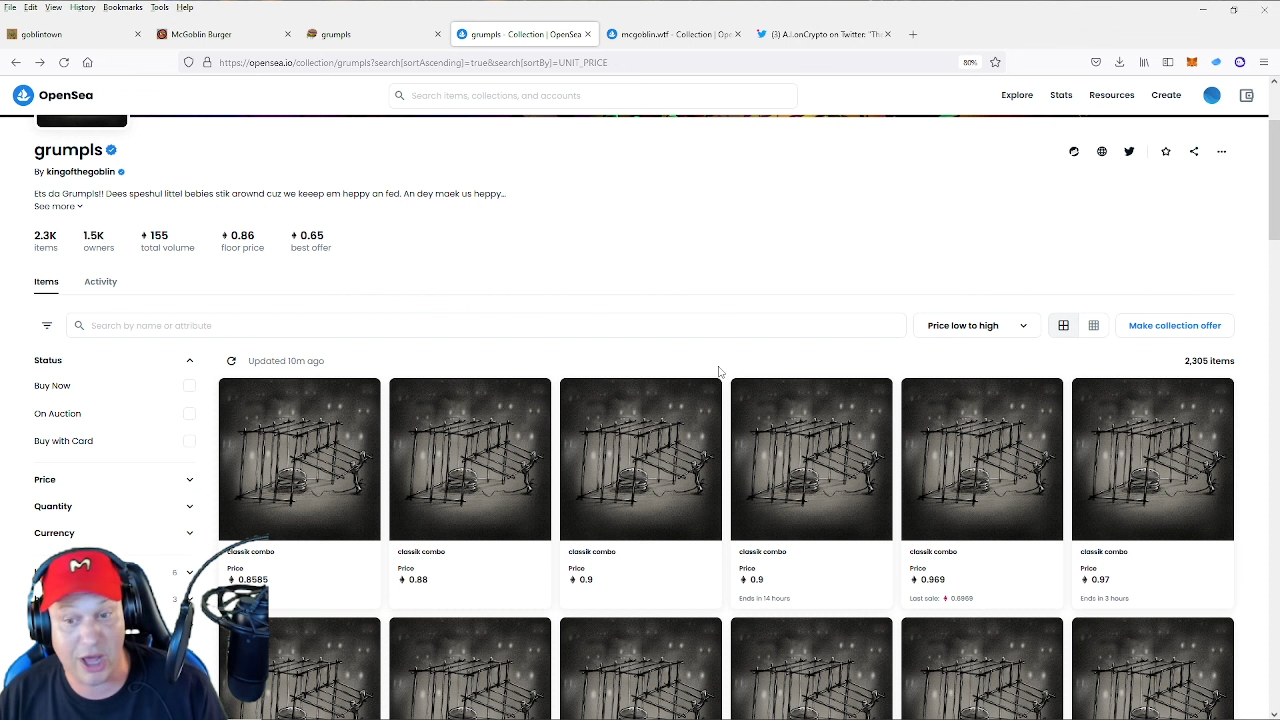 File Edit View History Bookmarks Tools Help
goblintown
McGoblin Burger
grumpls
grumpls - Collection | OpenSea
mcgoblin.wtf - Collection | Ope
(3) A.I.onCrypto on Twitter: "The
https://opensea.io/collection/grumpls?search[sortAscending]=true&search[sortBy]=UNIT_PRICE
80%
OpenSea
Search items, collections, and accounts
Explore Stats Resources Create
grumpls
By kingofthegoblin
Ets da Grumpls!! Dees speshul littel bebies stik arownd cuz we keeep em heppy an fed. An dey maek us heppy...
See more
2.3K 1.5K 155 0.86 0.65
items owners total volume floor price best offer
Items Activity
Search by name or attribute
Price low to high
Make collection offer
Status
Updated 10m ago
2,305 items
Buy Now
On Auction
Buy with Card
Price
Quantity
Currency
6
3
M
classik combo
Price
0.8585
classik combo
Price
0.88
classik combo
Price
0.9
classik combo
Price
0.9
Ends in 14 hours
classik combo
Price
0.969
Last sale: 0.6969
classik combo
Price
0.97
Ends in 3 hours